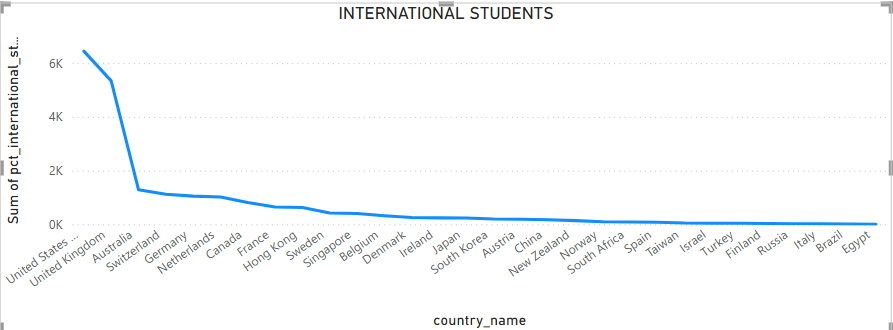 INTERNATIONAL STUDENTS
Sum of pct_international_st...
6K
4K
2K
0K
United States ...
United Kingdom
Australia
Switzerland
Germany
Netherlands
Canada
France
Hong Kong
Sweden
Singapore
Belgium
Denmark
Ireland
Japan
South Korea
Austria
China
New Zealand
Norway
South Africa
Spain
Taiwan
Israel
Turkey
Finland
Russia
Italy
Brazil
Egypt
country_name